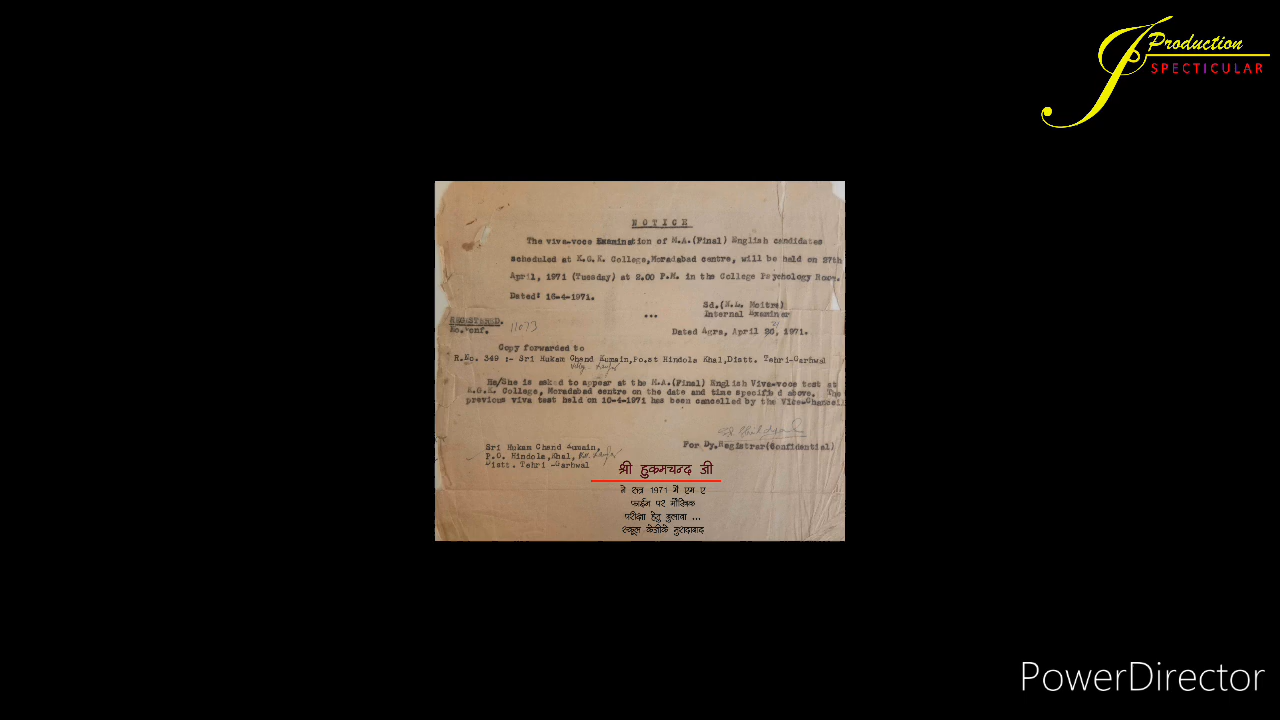 Production
SPECTICULAR
NOTICE
The viva-voce Examination of M.A.(Final) English candidates
scheduled at K.G.K. College,Moradabad centre, will be held on 27th
April, 1971 (Tuesday) at 2.00 P.M. in the College Psychology Room.
Dated: 16-4-1971.
Sd.(N.L. Moitra)
...
Internal Examiner
REGISTERED.
No.Conf. 11073
Dated Agra, April 1971.
Copy forwarded to
R.No. 349 :- Sri Hukam Chand Kumain,Post Hindola Khal,Distt. Tehri-Garhwal
Vill.
He/She is asked to appear at the M.A.(Final) English Viva-voce test at
K.G.K. College, Moradabad centre on the date and time specified above. The
previous viva test held on 10-4-1971 has been cancelled by the Vice-Chancell
For Dy.Registrar(Confidential)
Sri Hukam Chand Kumain,
P.O. Hindola,Khal,
Distt. Tehri Garhwal
श्री हुकमचन्द जी
ने सत्र 1971 में एम ए
फाईन पर मौखिक
परीक्षा हेतु बुलावा ...
स्कूल केजीके मुरादाबाद
PowerDirector